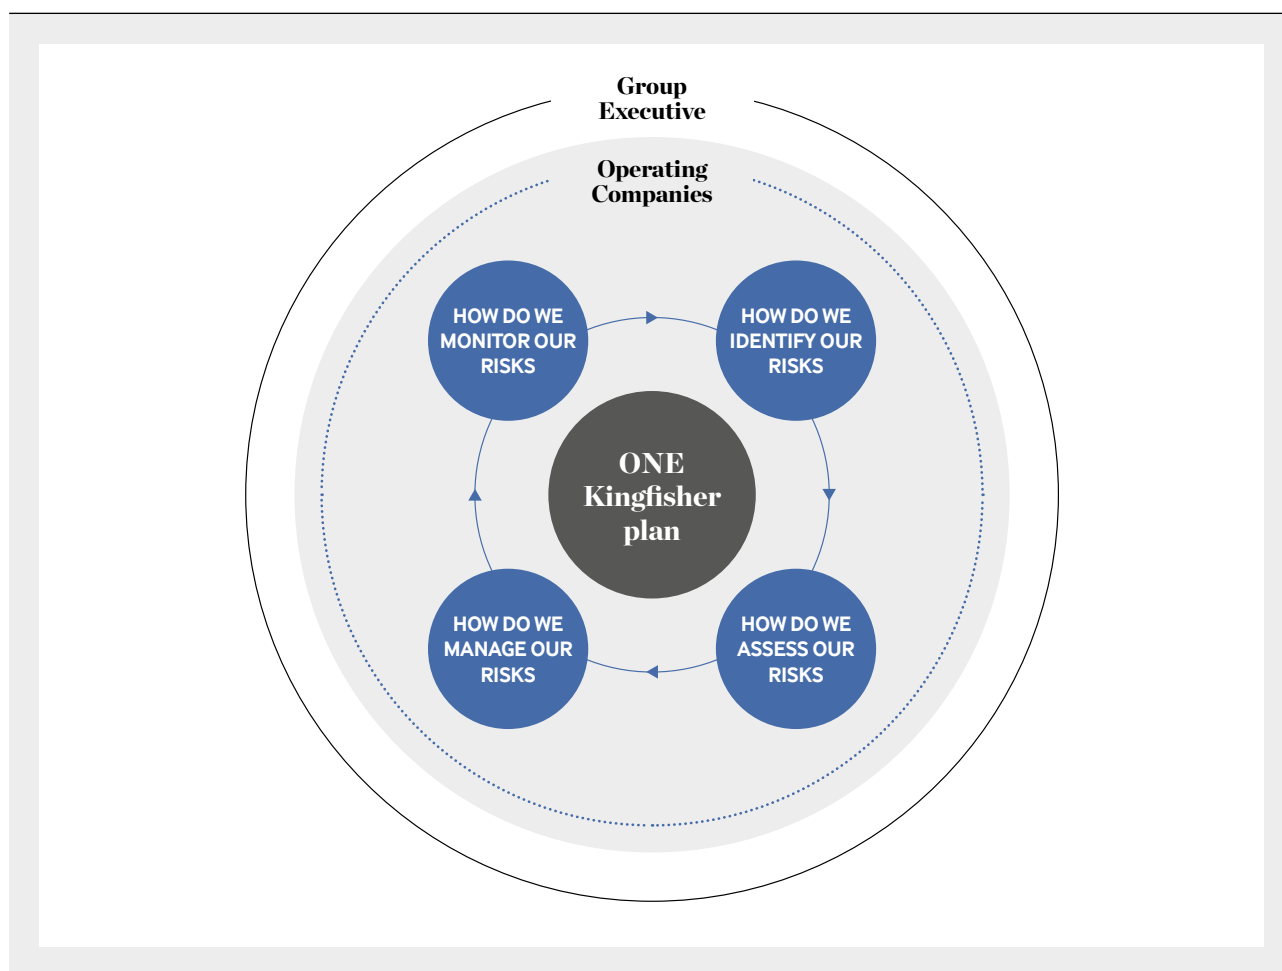 Group
Executive
Operating
Companies
HOW DO WE
MONITOR OUR
RISKS
HOW DO WE
IDENTIFY OUR
RISKS
ONE
Kingfisher
plan
HOW DO WE
MANAGE OUR
RISKS
HOW DO WE
ASSESS OUR
RISKS